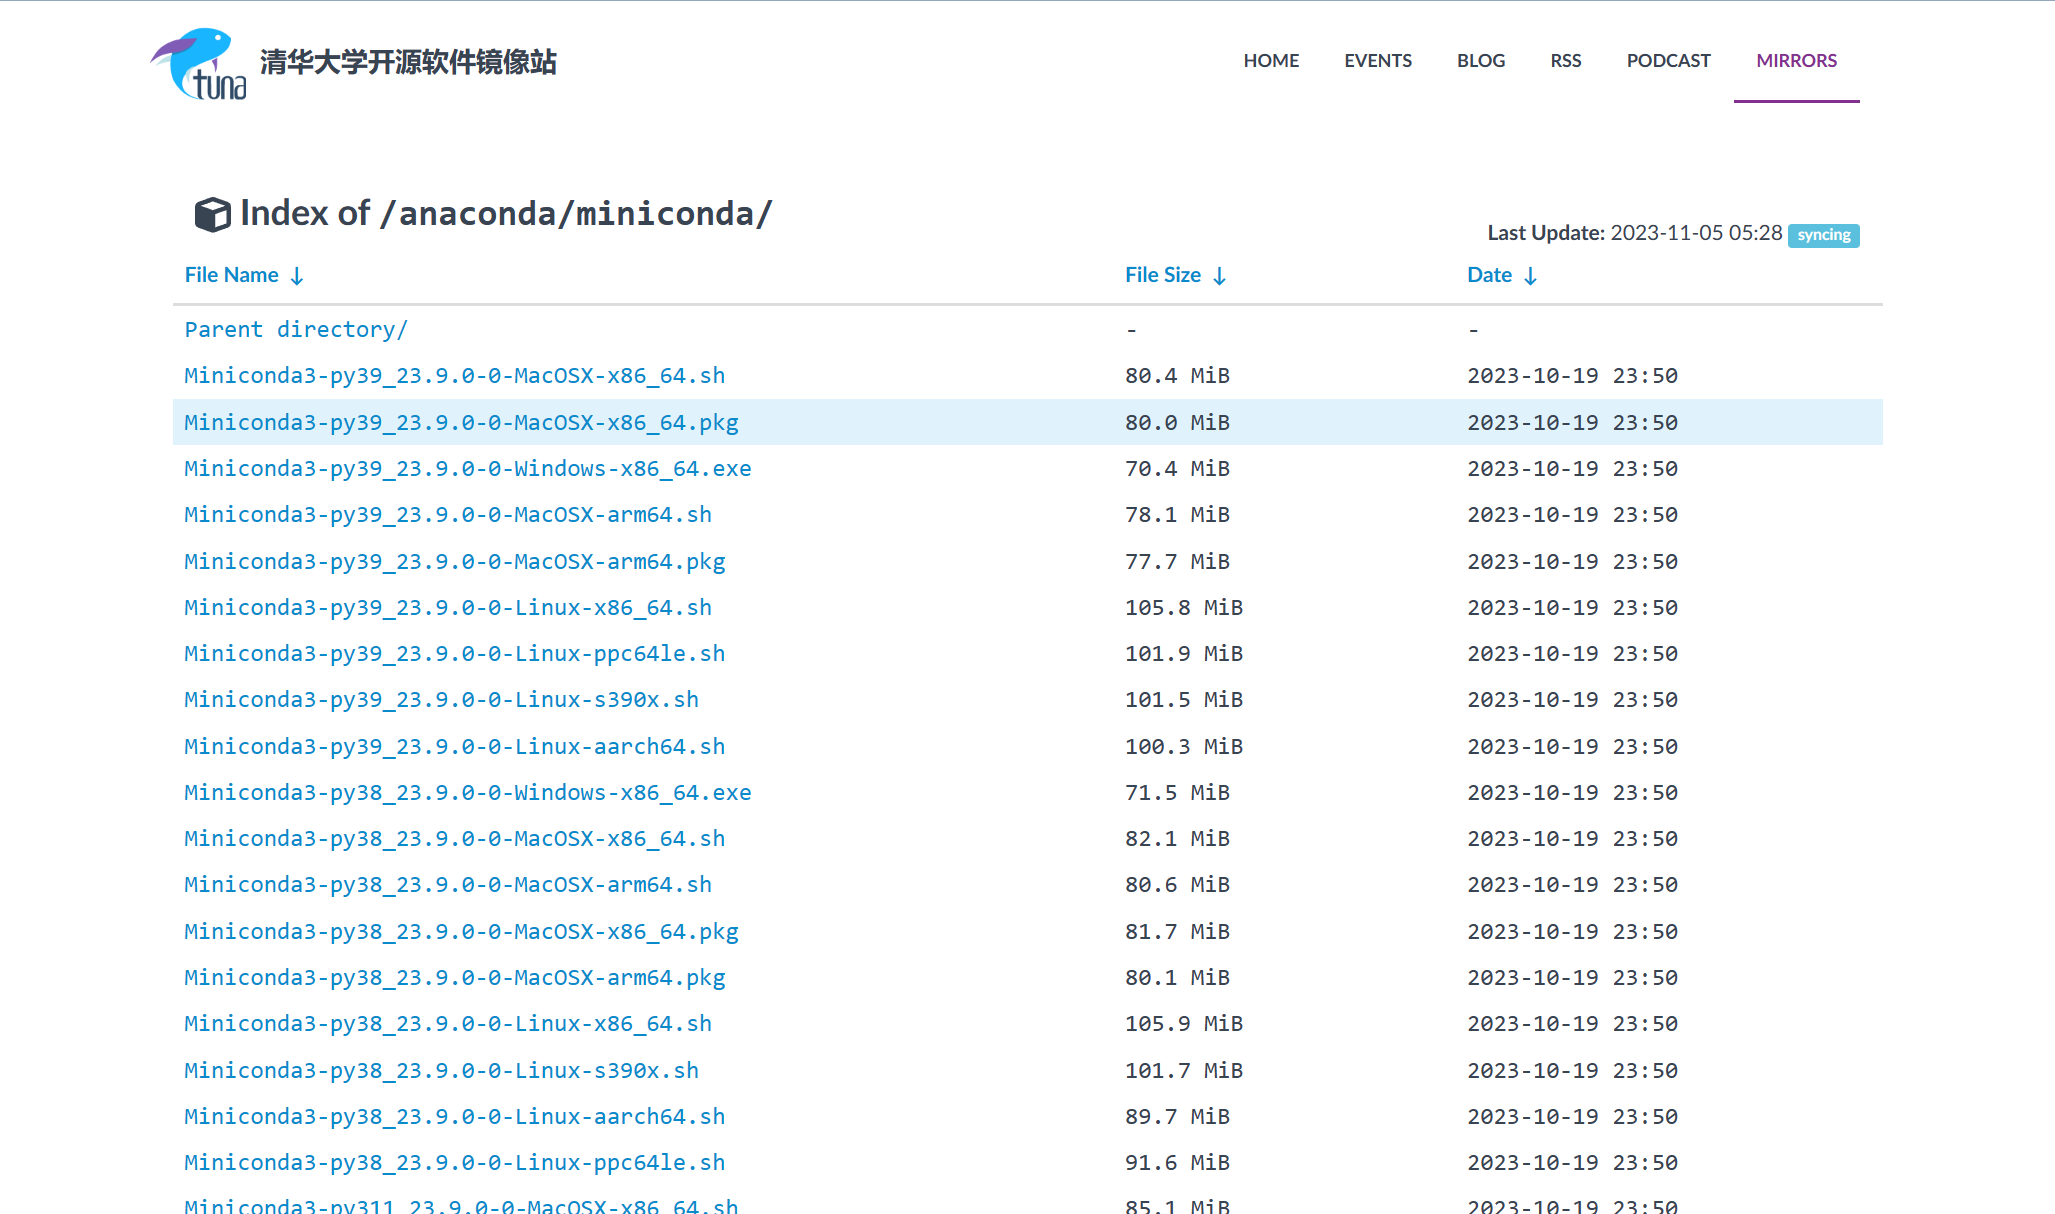 tuna
清华大学开源软件镜像站
HOME EVENTS BLOG RSS PODCAST MIRRORS
Index of /anaconda/miniconda/
Last Update: 2023-11-05 05:28 syncing
File Name ↓ File Size ↓ Date ↓
Parent directory/ - -
Miniconda3-py39_23.9.0-0-MacOSX-x86_64.sh 80.4 MiB 2023-10-19 23:50
Miniconda3-py39_23.9.0-0-MacOSX-x86_64.pkg 80.0 MiB 2023-10-19 23:50
Miniconda3-py39_23.9.0-0-Windows-x86_64.exe 70.4 MiB 2023-10-19 23:50
Miniconda3-py39_23.9.0-0-MacOSX-arm64.sh 78.1 MiB 2023-10-19 23:50
Miniconda3-py39_23.9.0-0-MacOSX-arm64.pkg 77.7 MiB 2023-10-19 23:50
Miniconda3-py39_23.9.0-0-Linux-x86_64.sh 105.8 MiB 2023-10-19 23:50
Miniconda3-py39_23.9.0-0-Linux-ppc64le.sh 101.9 MiB 2023-10-19 23:50
Miniconda3-py39_23.9.0-0-Linux-s390x.sh 101.5 MiB 2023-10-19 23:50
Miniconda3-py39_23.9.0-0-Linux-aarch64.sh 100.3 MiB 2023-10-19 23:50
Miniconda3-py38_23.9.0-0-Windows-x86_64.exe 71.5 MiB 2023-10-19 23:50
Miniconda3-py38_23.9.0-0-MacOSX-x86_64.sh 82.1 MiB 2023-10-19 23:50
Miniconda3-py38_23.9.0-0-MacOSX-arm64.sh 80.6 MiB 2023-10-19 23:50
Miniconda3-py38_23.9.0-0-MacOSX-x86_64.pkg 81.7 MiB 2023-10-19 23:50
Miniconda3-py38_23.9.0-0-MacOSX-arm64.pkg 80.1 MiB 2023-10-19 23:50
Miniconda3-py38_23.9.0-0-Linux-x86_64.sh 105.9 MiB 2023-10-19 23:50
Miniconda3-py38_23.9.0-0-Linux-s390x.sh 101.7 MiB 2023-10-19 23:50
Miniconda3-py38_23.9.0-0-Linux-aarch64.sh 89.7 MiB 2023-10-19 23:50
Miniconda3-py38_23.9.0-0-Linux-ppc64le.sh 91.6 MiB 2023-10-19 23:50
Miniconda3-py311_23.9.0-0-MacOSX-x86_64.sh 85.1 MiB 2023-10-19 23:50